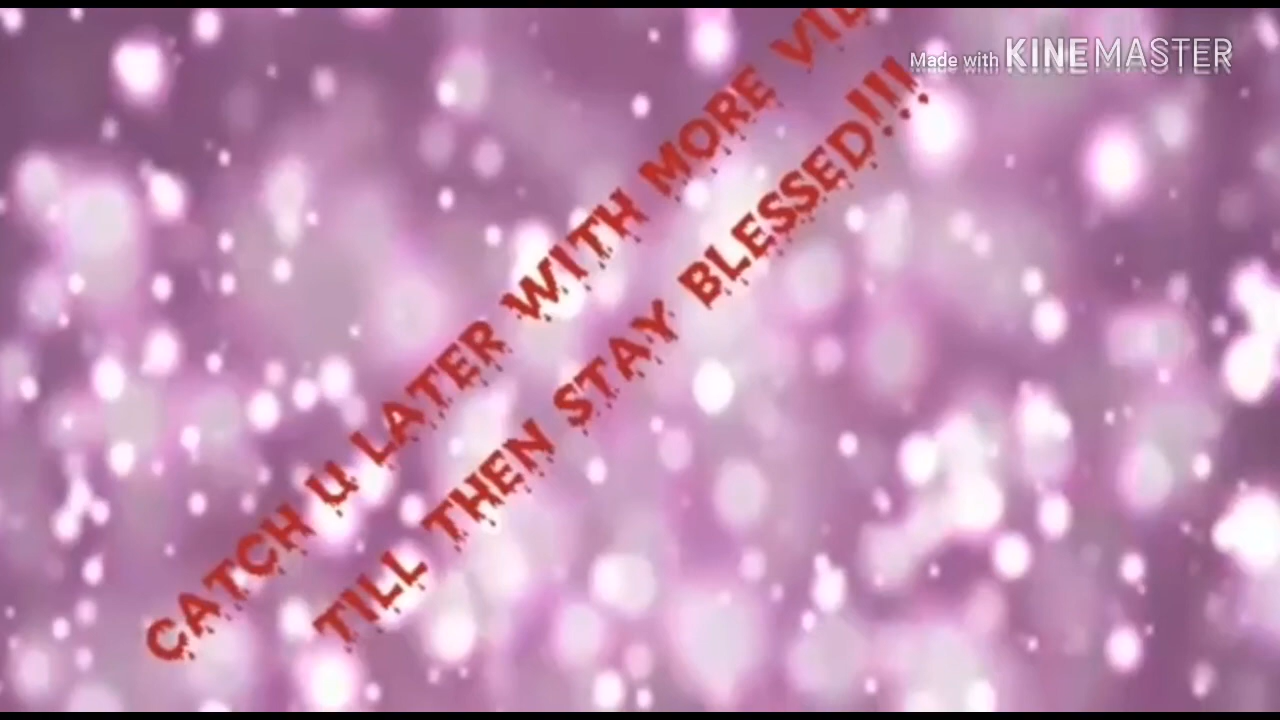 Made with KINEMASTER
CATCH U LATER WITH MORE
TILL THEN STAY BLESSED!!!